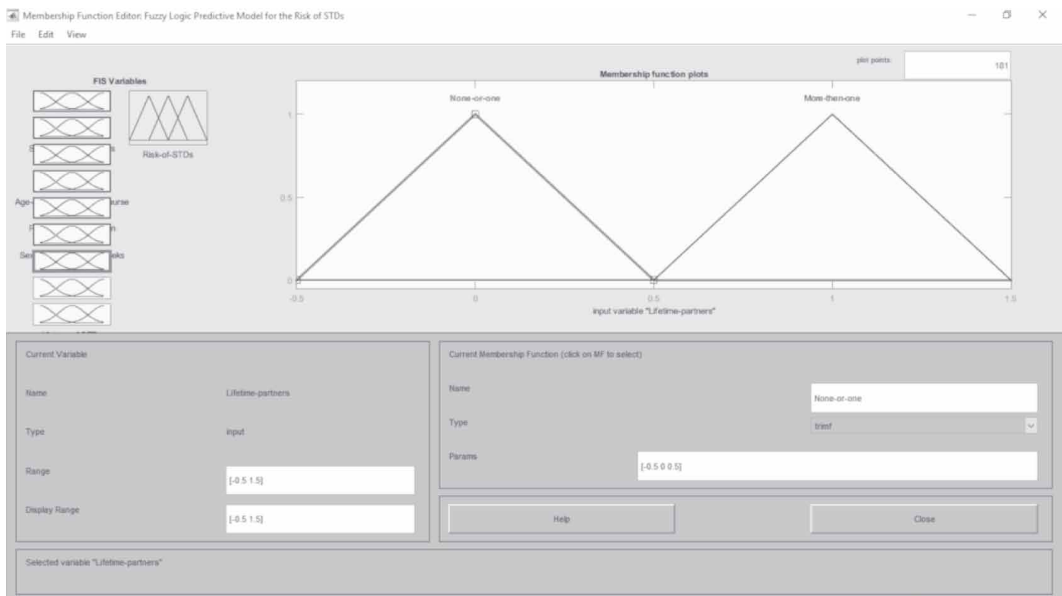 Membership Function Editor: Fuzzy Logic Predictive Model for the Risk of STDs
File Edit View
FIS Variables
Risk-of-STDs
plot points:
181
Membership function plots
None-or-one
More-then-one
1
0.5
0
-0.5
0
0.5
1
1.5
input variable "Lifetime-partners"
Current Variable
Name
Lifetime-partners
Type
input
Range
[-0.5 1.5]
Display Range
[-0.5 1.5]
Current Membership Function (click on MF to select)
Name
None-or-one
Type
trimf
Params
[-0.5 0 0.5]
Help
Close
Selected variable "Lifetime-partners"